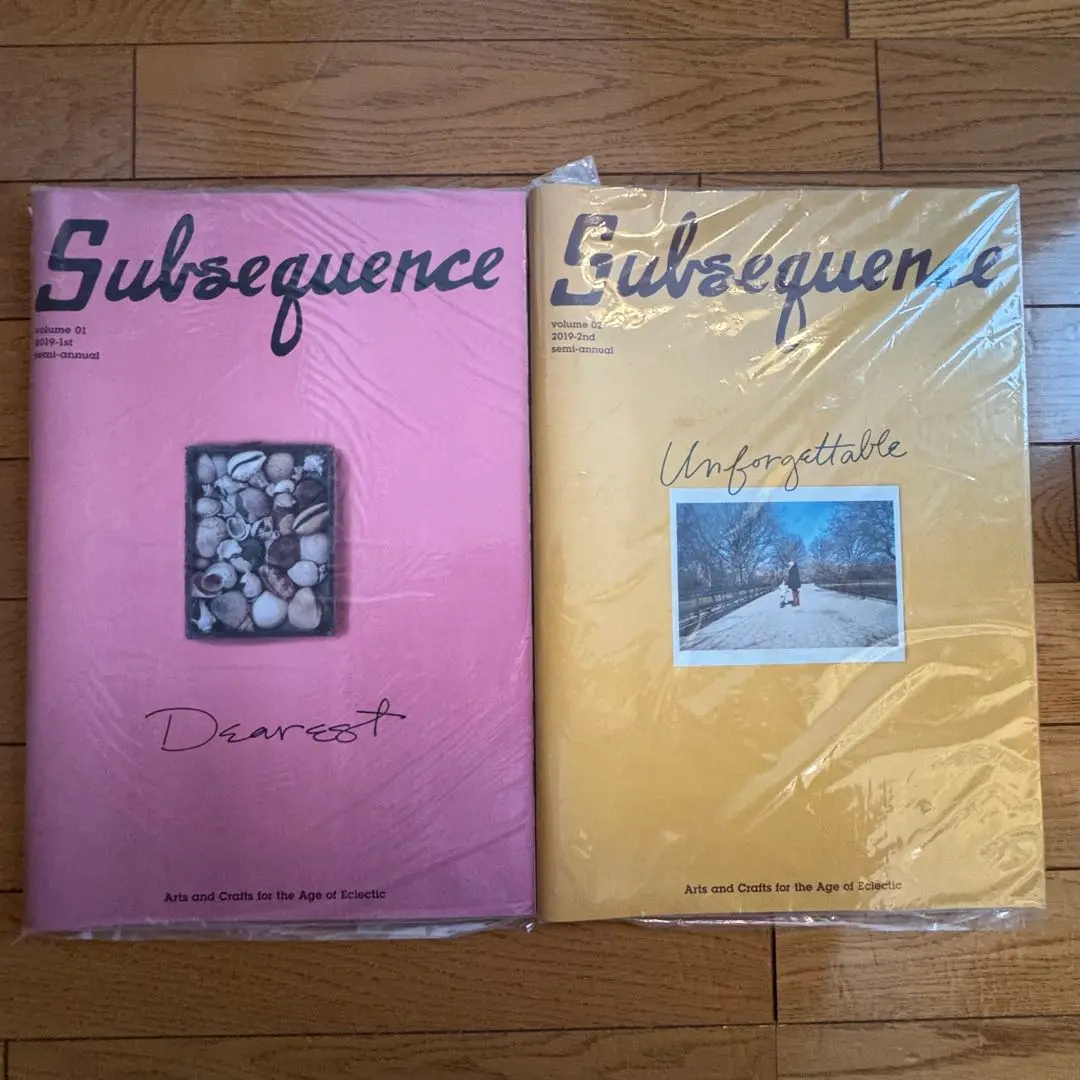 Subsequence
volume 01
2019-1st
semi-annual
Dearest
Arts and Crafts for the Age of Eclectic
Subsequence
volume 02
2019-2nd
semi-annual
Unforgettable
Arts and Crafts for the Age of Eclectic